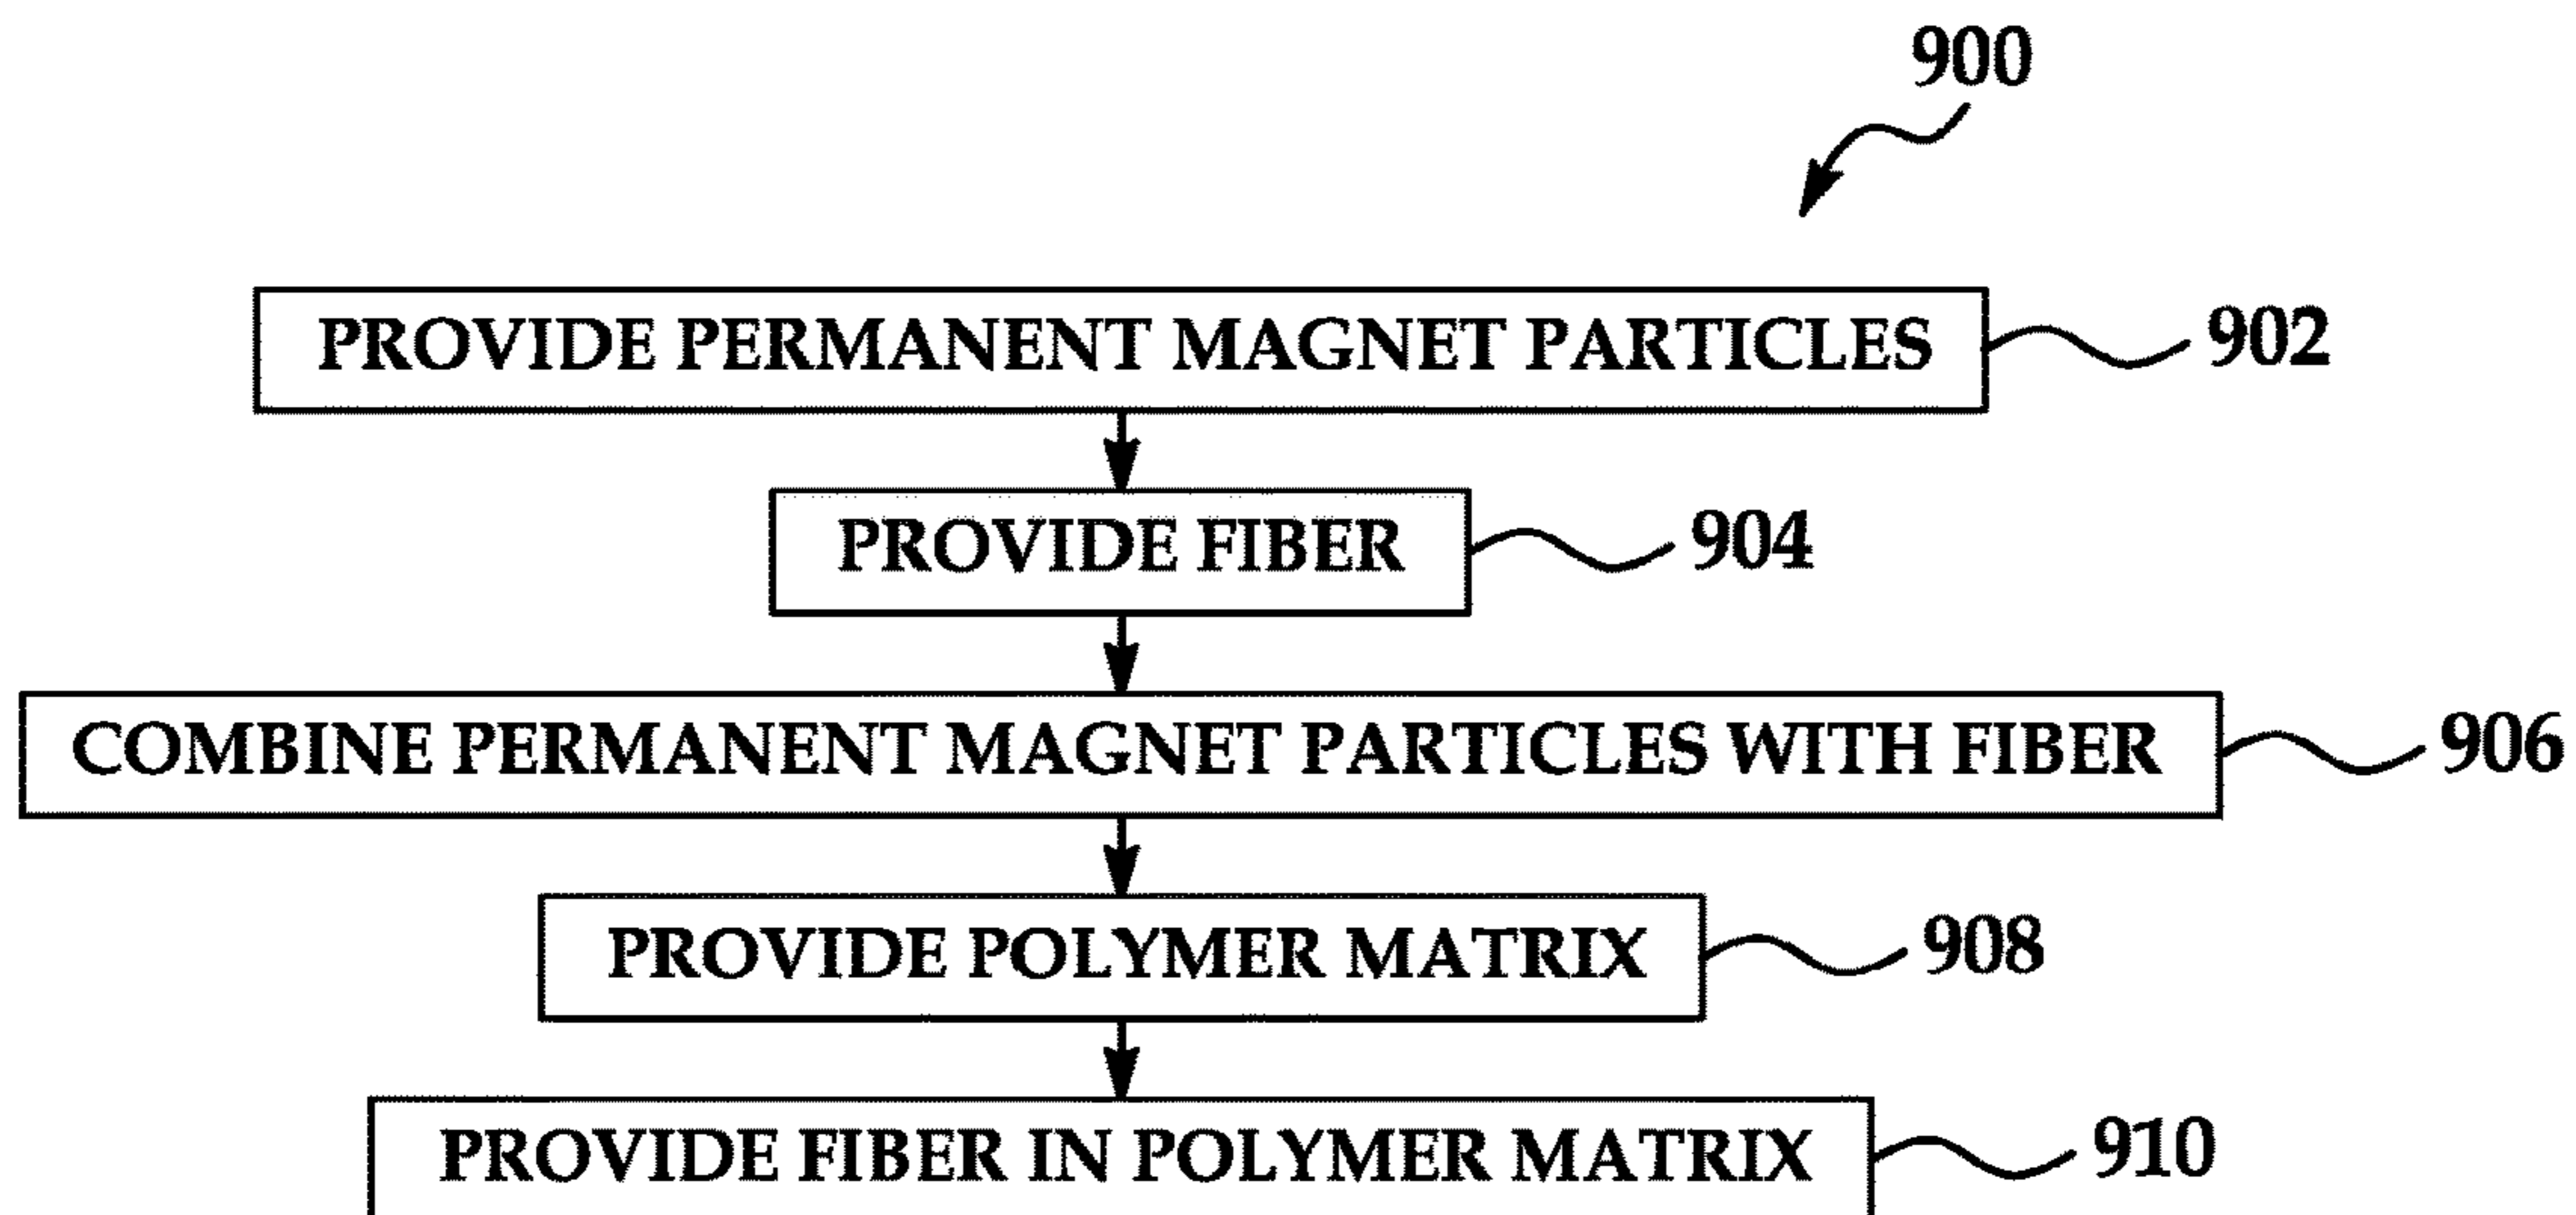 900
PROVIDE PERMANENT MAGNET PARTICLES 902
PROVIDE FIBER 904
COMBINE PERMANENT MAGNET PARTICLES WITH FIBER 906
PROVIDE POLYMER MATRIX 908
PROVIDE FIBER IN POLYMER MATRIX 910